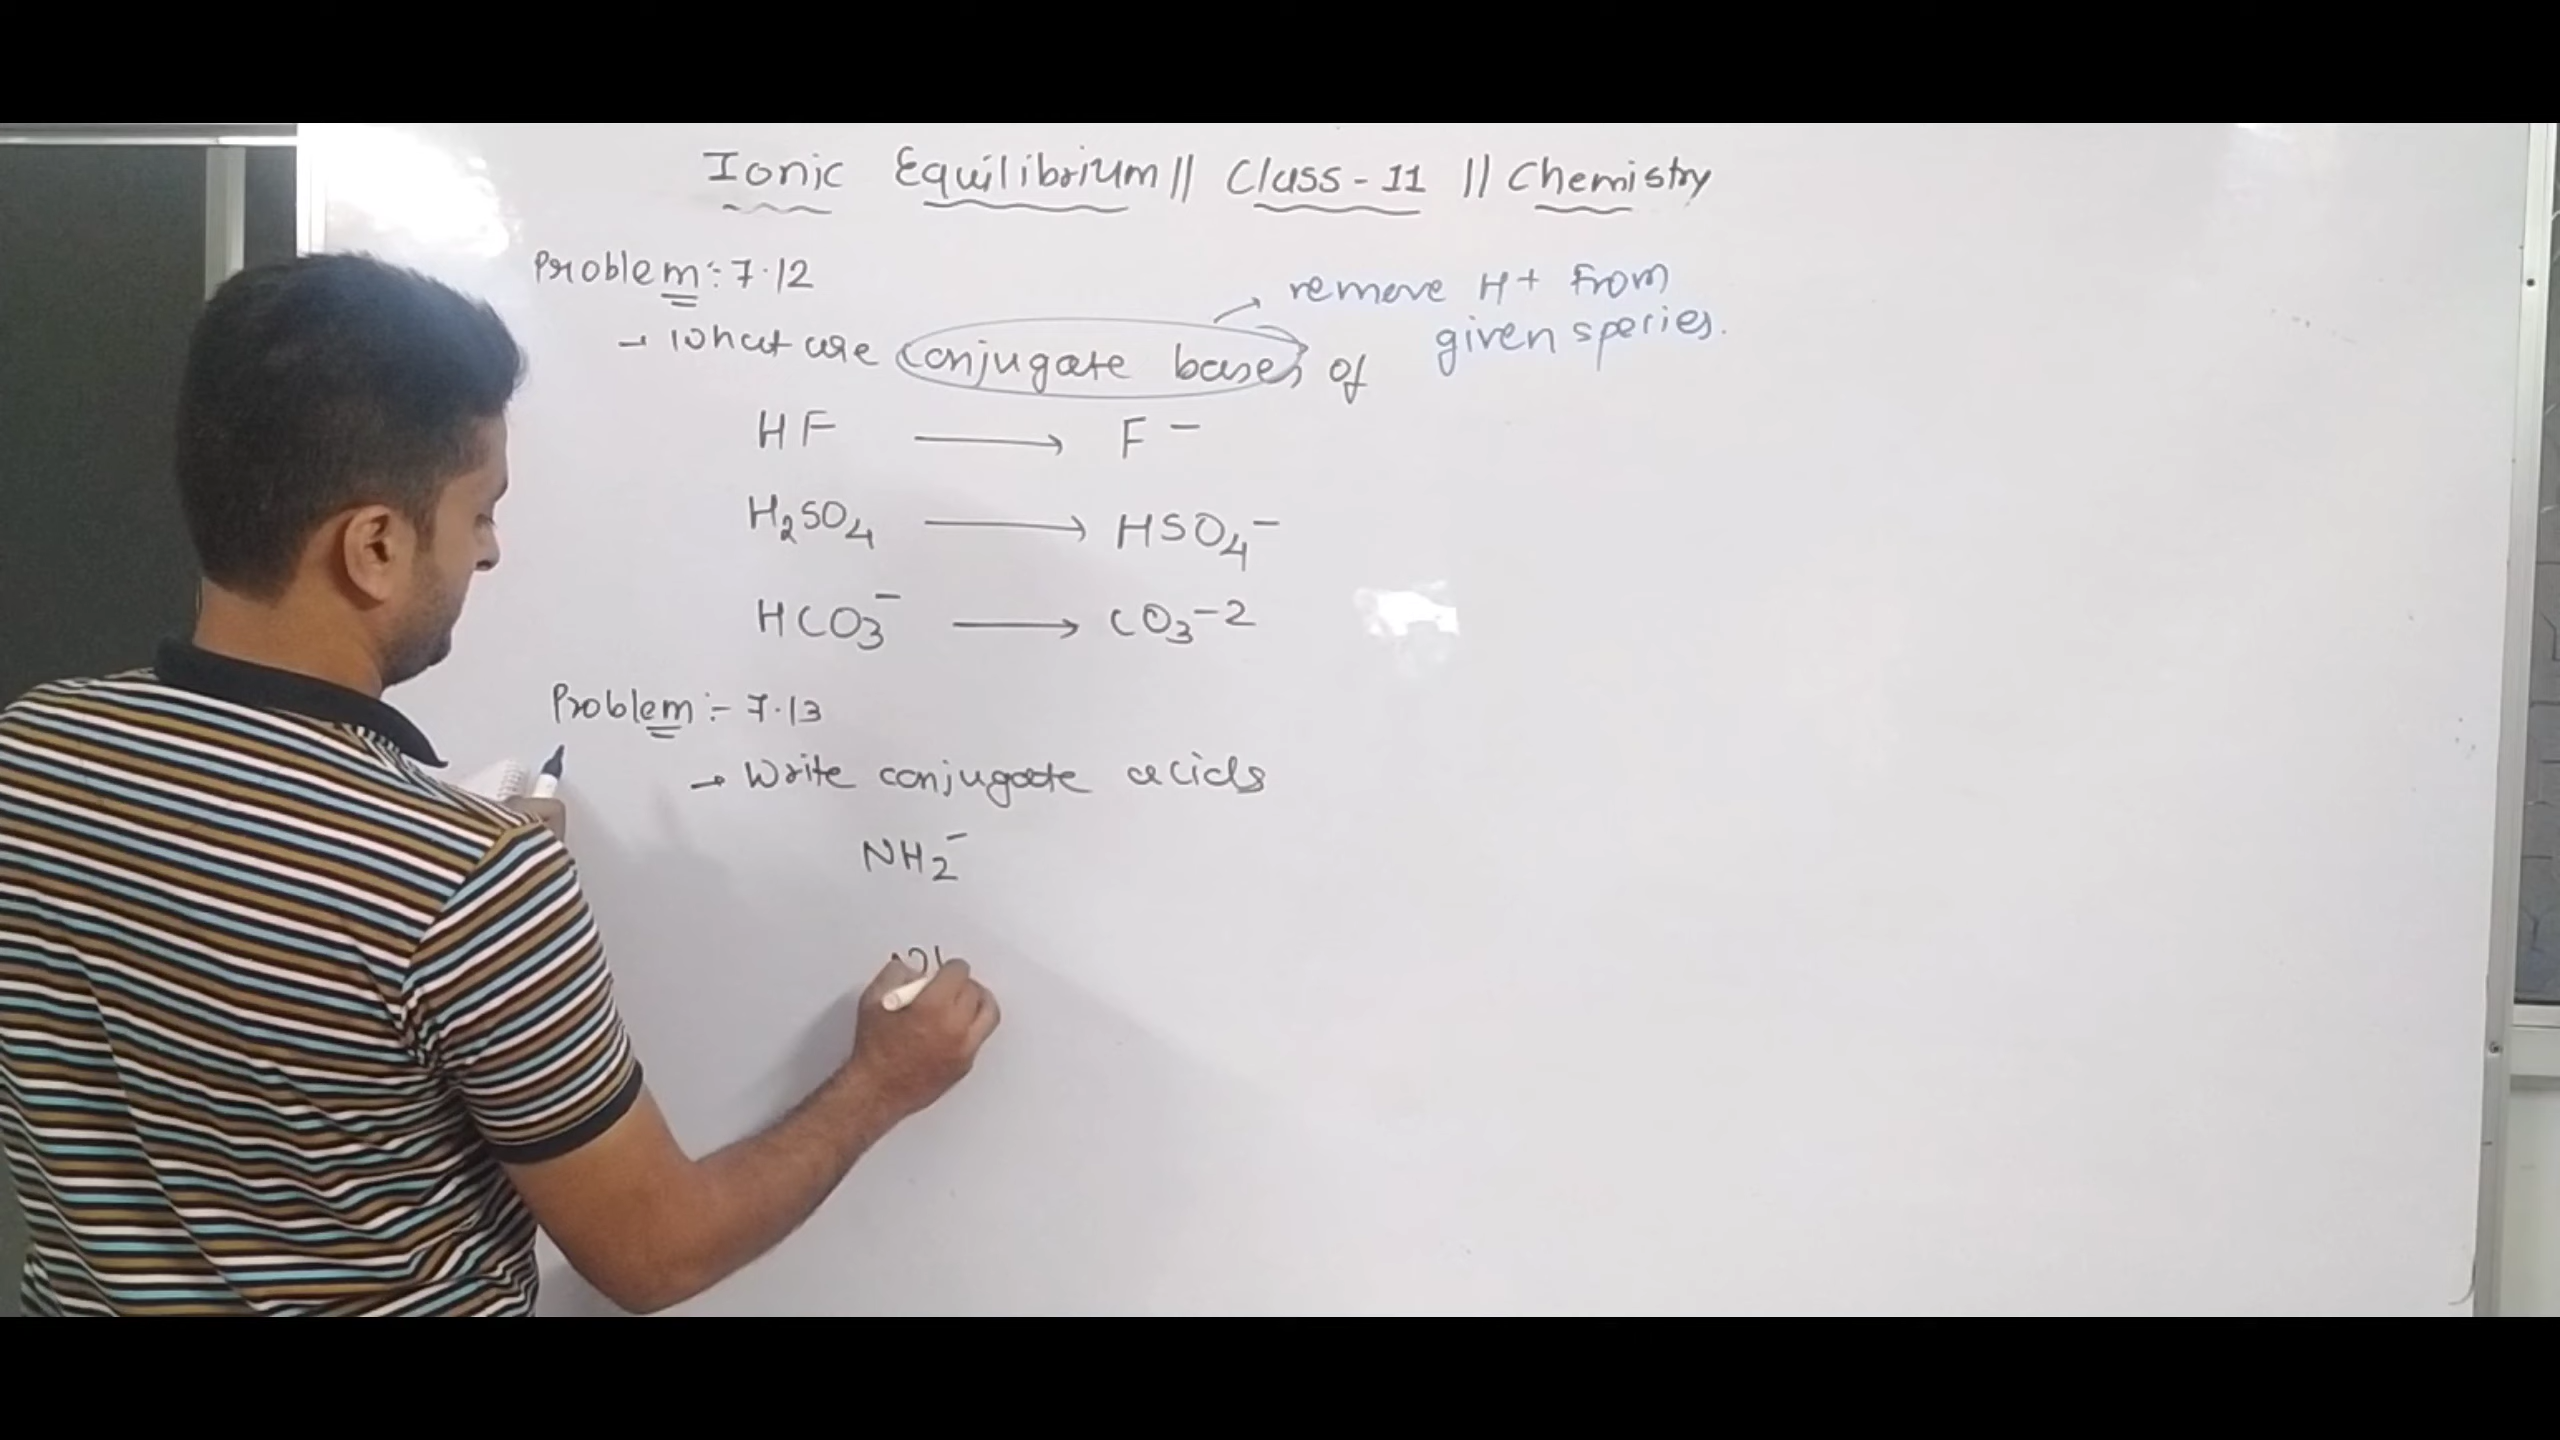 Ionic Equilibrium || Class-11 || Chemistry
Problem:- 7.12
→ What are conjugate bases of
remove H+ from
given species.
HF ⟶ F⁻
H₂SO₄ ⟶ HSO₄⁻
HCO₃⁻ ⟶ CO₃⁻²
Problem:- 7.13
→ Write conjugate acids
NH₂⁻